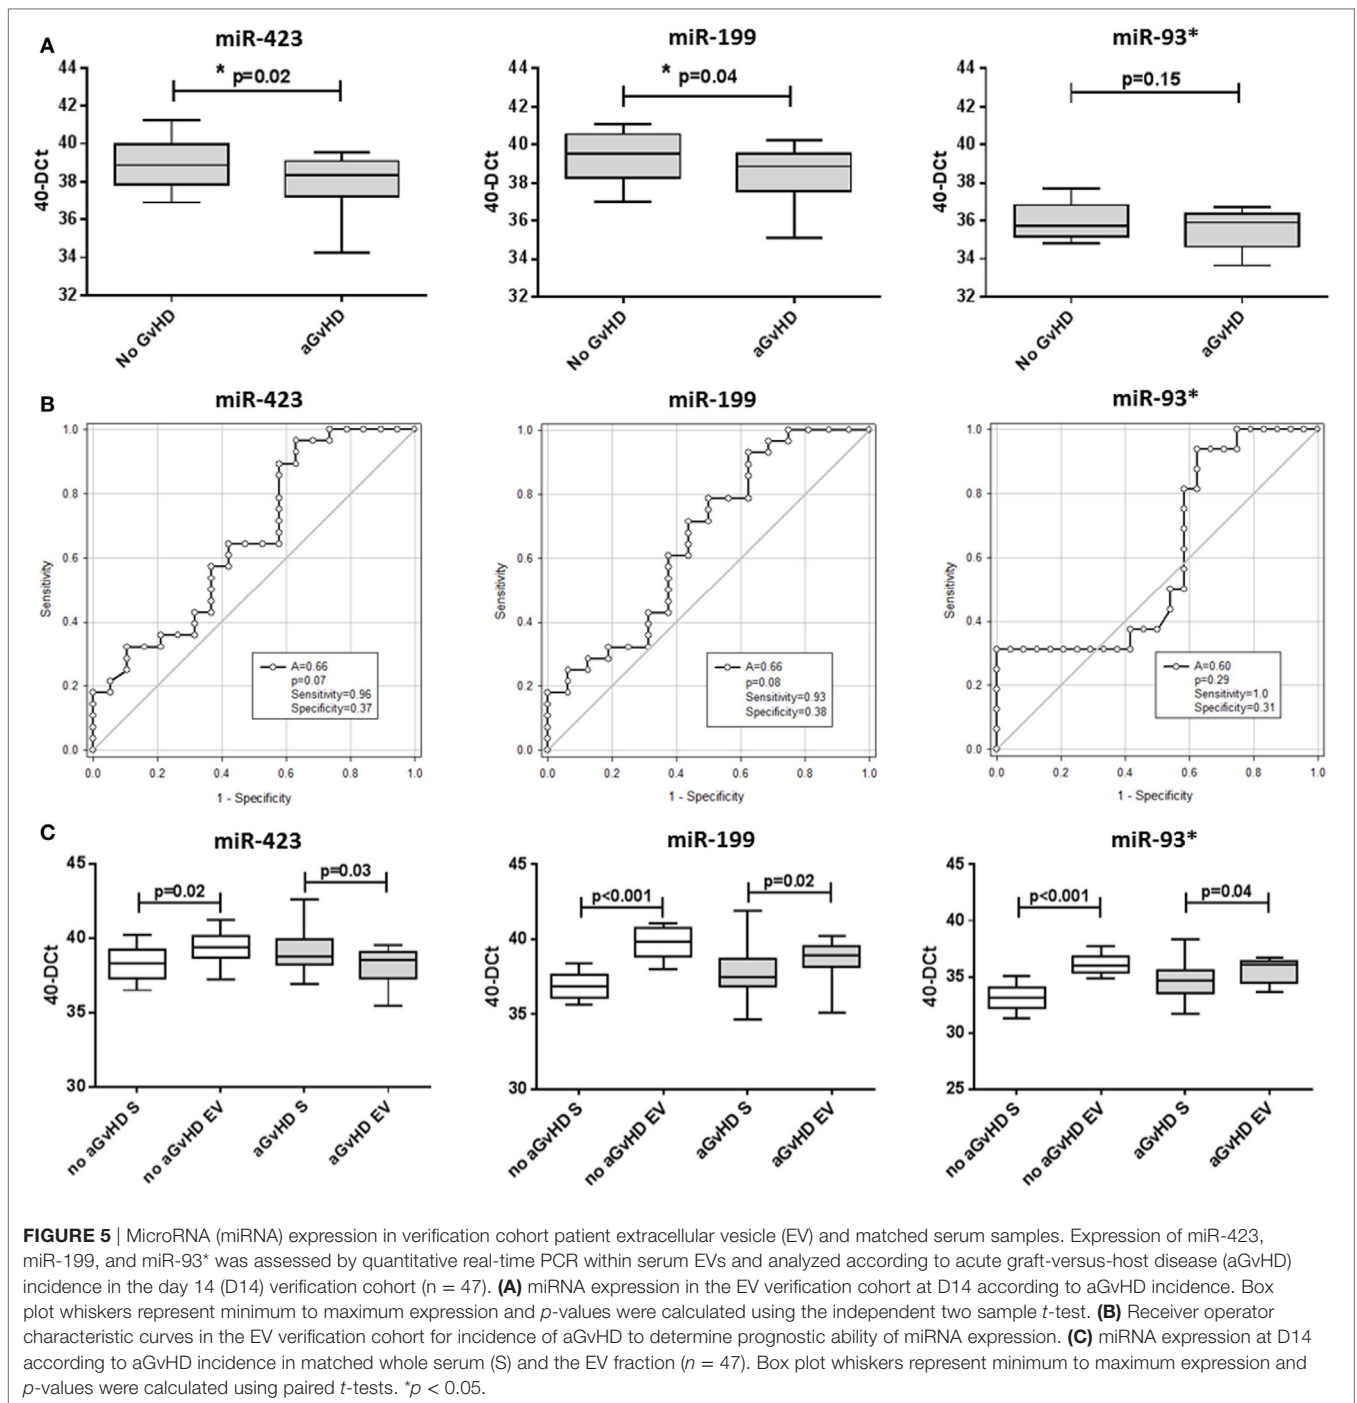 A
miR-423
miR-199
miR-93*
* p=0.02
* p=0.04
p=0.15
40-DCt
44
42
40
38
36
34
32
No GvHD
aGvHD
40-DCt
44
42
40
38
36
34
32
No GvHD
aGvHD
40-DCt
44
42
40
38
36
34
32
No GvHD
aGvHD
B
miR-423
miR-199
miR-93*
Sensitivity
1.0
0.8
0.6
0.4
0.2
0.0
A=0.66
p=0.07
Sensitivity=0.96
Specificity=0.37
0.0 0.2 0.4 0.6 0.8 1.0
1 - Specificity
Sensitivity
1.0
0.8
0.6
0.4
0.2
0.0
A=0.66
p=0.08
Sensitivity=0.93
Specificity=0.38
0.0 0.2 0.4 0.6 0.8 1.0
1 - Specificity
Sensitivity
1.0
0.8
0.6
0.4
0.2
0.0
A=0.60
p=0.29
Sensitivity=1.0
Specificity=0.31
0.0 0.2 0.4 0.6 0.8 1.0
1 - Specificity
C
miR-423
miR-199
miR-93*
40-DCt
45
40
35
30
p=0.02
p=0.03
no aGvHD S
no aGvHD EV
aGvHD S
aGvHD EV
40-DCt
45
40
35
30
p<0.001
p=0.02
no aGvHD S
no aGvHD EV
aGvHD S
aGvHD EV
40-DCt
45
40
35
30
25
p<0.001
p=0.04
no aGvHD S
no aGvHD EV
aGvHD S
aGvHD EV
FIGURE 5 | MicroRNA (miRNA) expression in verification cohort patient extracellular vesicle (EV) and matched serum samples. Expression of miR-423,
miR-199, and miR-93* was assessed by quantitative real-time PCR within serum EVs and analyzed according to acute graft-versus-host disease (aGvHD)
incidence in the day 14 (D14) verification cohort (n = 47). (A) miRNA expression in the EV verification cohort at D14 according to aGvHD incidence. Box
plot whiskers represent minimum to maximum expression and p-values were calculated using the independent two sample t-test. (B) Receiver operator
characteristic curves in the EV verification cohort for incidence of aGvHD to determine prognostic ability of miRNA expression. (C) miRNA expression at D14
according to aGvHD incidence in matched whole serum (S) and the EV fraction (n = 47). Box plot whiskers represent minimum to maximum expression and
p-values were calculated using paired t-tests. *p < 0.05.